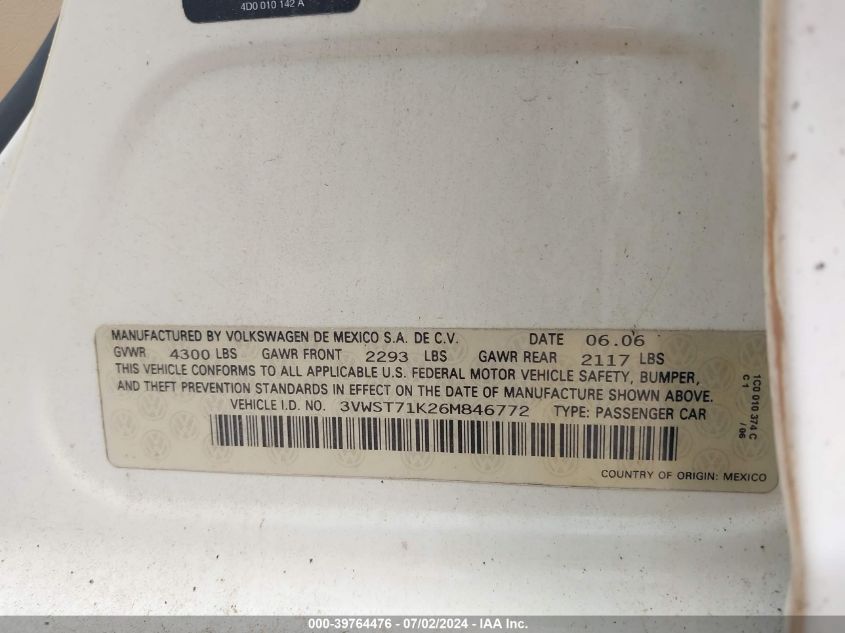 4D0 010 142 A
MANUFACTURED BY VOLKSWAGEN DE MEXICO S.A. DE C.V. DATE 06.06
GVWR 4300 LBS GAWR FRONT 2293 LBS GAWR REAR 2117 LBS
THIS VEHICLE CONFORMS TO ALL APPLICABLE U.S. FEDERAL MOTOR VEHICLE SAFETY, BUMPER,
AND THEFT PREVENTION STANDARDS IN EFFECT ON THE DATE OF MANUFACTURE SHOWN ABOVE.
VEHICLE I.D. NO. 3VWST71K26M846772 TYPE: PASSENGER CAR
COUNTRY OF ORIGIN: MEXICO
1C0 010 374 C
C1 /06
000-39764476 - 07/02/2024 - IAA Inc.